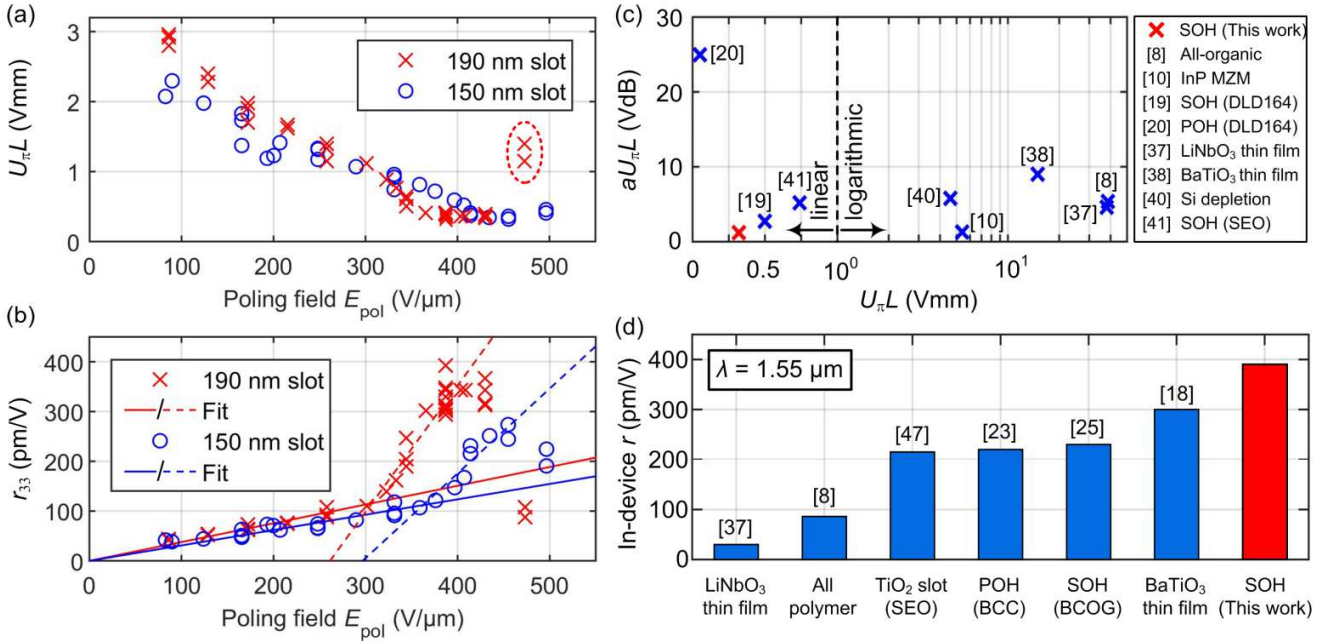 (a)
3
2
1
0
UπL (Vmm)
190 nm slot
150 nm slot
0 100 200 300 400 500
Poling field Epol (V/µm)
(b)
400
300
200
100
0
r33 (pm/V)
190 nm slot
Fit
150 nm slot
Fit
0 100 200 300 400 500
Poling field Epol (V/µm)
(c)
30
20
10
0
aUπL (VdB)
[20]
[19]
[41]
linear
logarithmic
[40]
[10]
[38]
[8]
[37]
0 0.5 10⁰ 10¹
UπL (Vmm)
SOH (This work)
[8] All-organic
[10] InP MZM
[19] SOH (DLD164)
[20] POH (DLD164)
[37] LiNbO₃ thin film
[38] BaTiO₃ thin film
[40] Si depletion
[41] SOH (SEO)
(d)
400
300
200
100
0
In-device r (pm/V)
λ = 1.55 µm
[37]
[8]
[47]
[23]
[25]
[18]
LiNbO₃
thin film
All
polymer
TiO₂ slot
(SEO)
POH
(BCC)
SOH
(BCOG)
BaTiO₃
thin film
SOH
(This work)